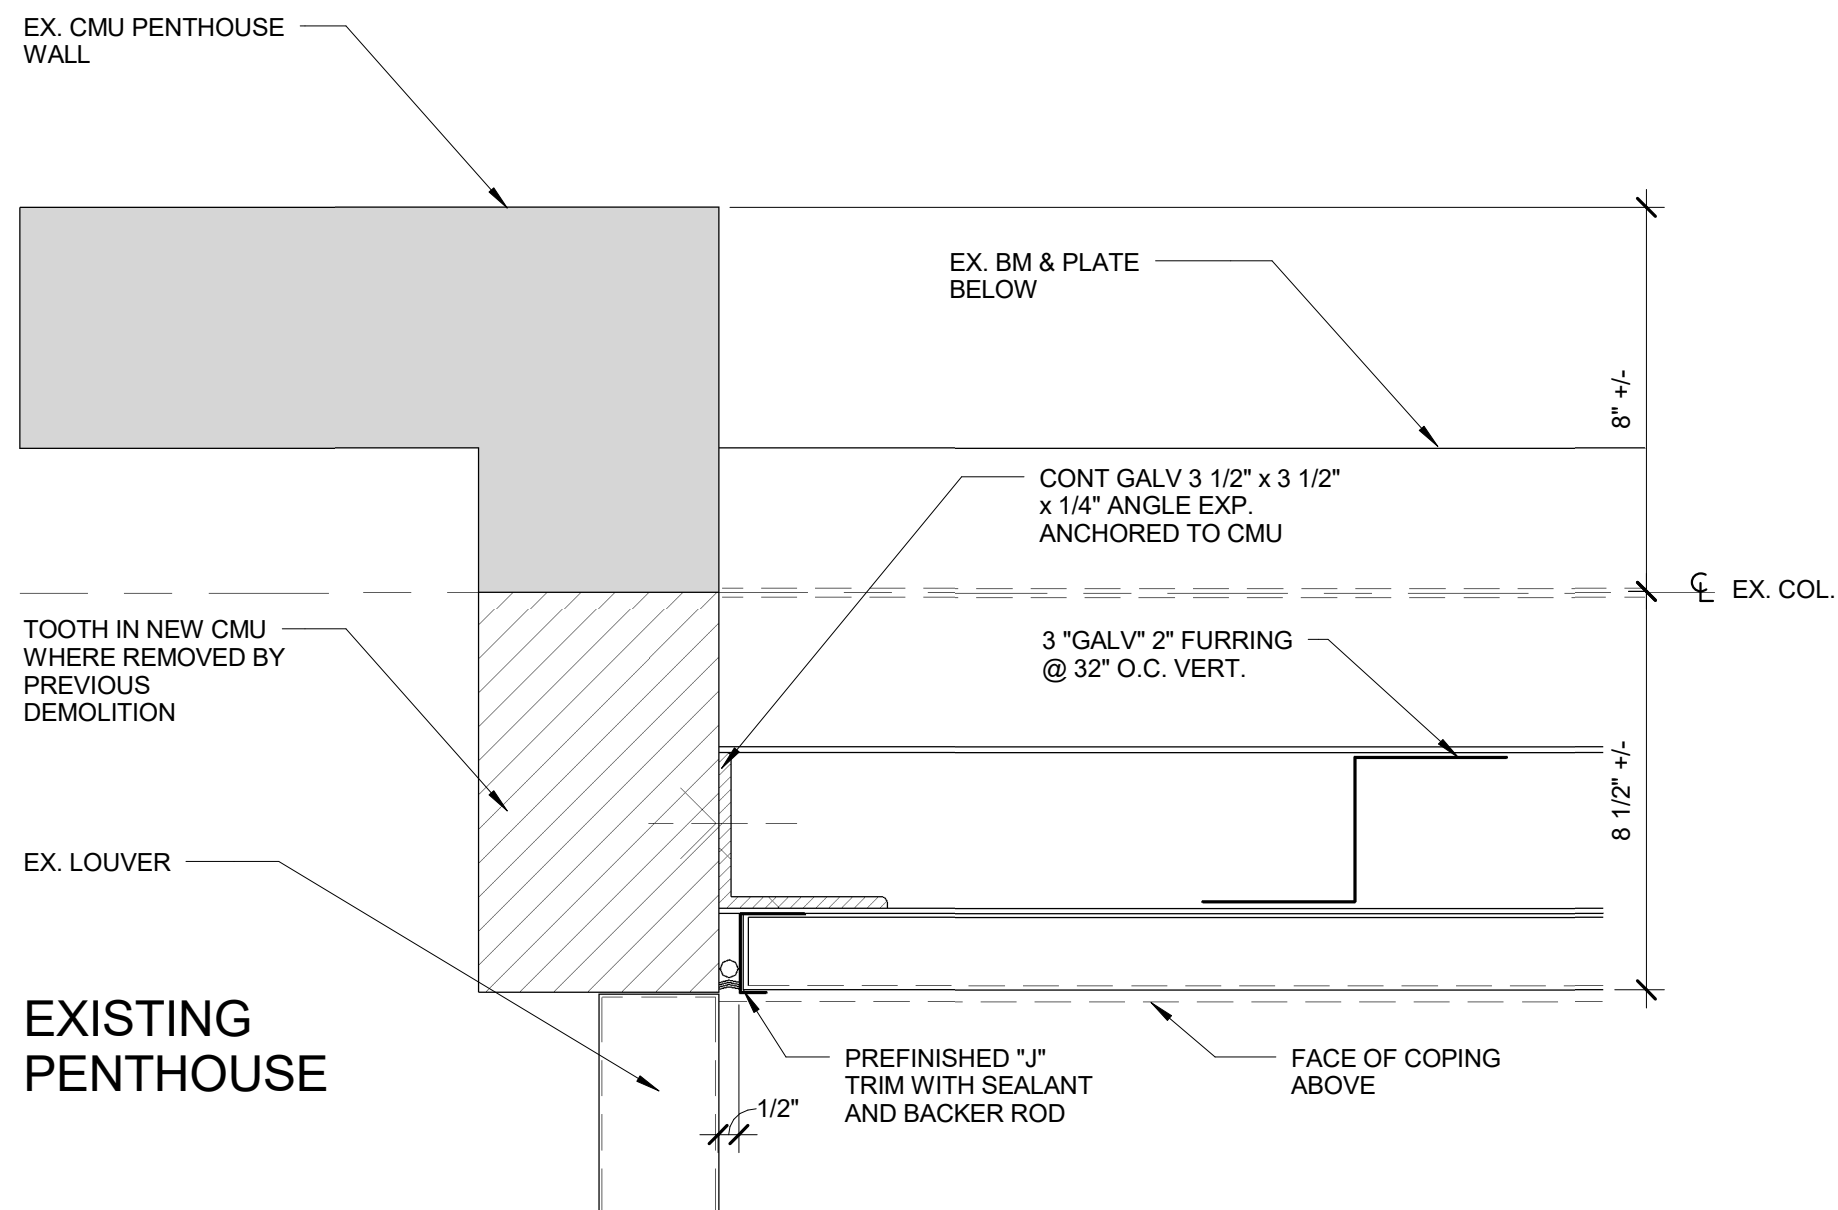 EX. CMU PENTHOUSE
WALL
EX. BM & PLATE
BELOW
8" +/-
CONT GALV 3 1/2" x 3 1/2"
x 1/4" ANGLE EXP.
ANCHORED TO CMU
℄ EX. COL.
TOOTH IN NEW CMU
WHERE REMOVED BY
PREVIOUS
DEMOLITION
3 "GALV" 2" FURRING
@ 32" O.C. VERT.
8 1/2" +/-
EX. LOUVER
EXISTING
PENTHOUSE
PREFINISHED "J"
TRIM WITH SEALANT
AND BACKER ROD
FACE OF COPING
ABOVE
1/2"